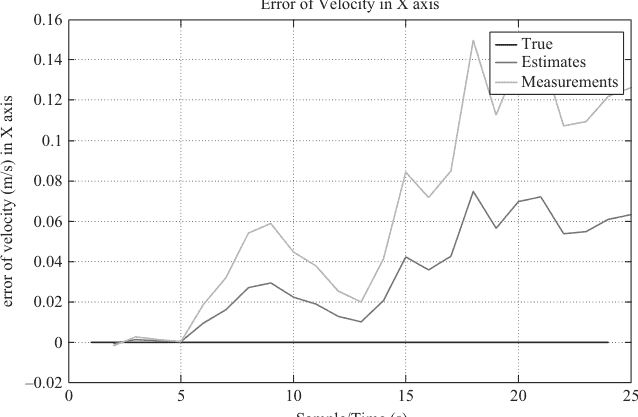 Error of Velocity in X axis
0.16
0.14
0.12
0.1
0.08
0.06
0.04
0.02
0
–0.02
error of velocity (m/s) in X axis
True
Estimates
Measurements
0 5 10 15 20 25
Sample/Time (s)